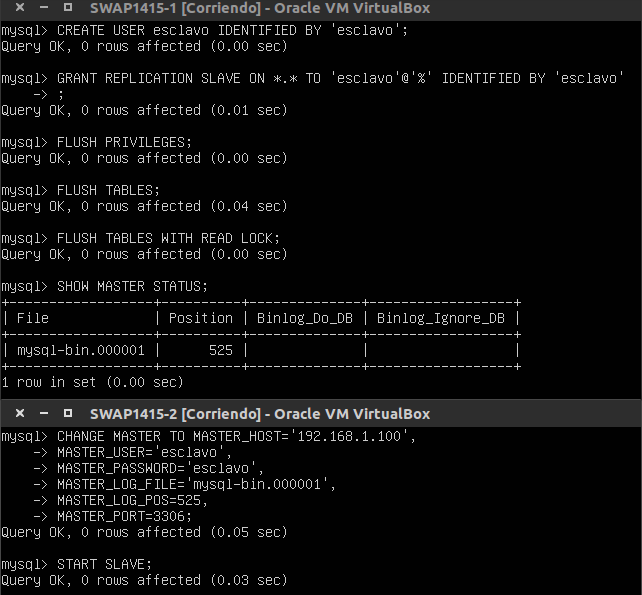 SWAP1415-1 [Corriendo] - Oracle VM VirtualBox
mysql> CREATE USER esclavo IDENTIFIED BY 'esclavo';
Query OK, 0 rows affected (0.00 sec)
mysql> GRANT REPLICATION SLAVE ON *.* TO 'esclavo'@'%' IDENTIFIED BY 'esclavo'
    -> ;
Query OK, 0 rows affected (0.01 sec)
mysql> FLUSH PRIVILEGES;
Query OK, 0 rows affected (0.00 sec)
mysql> FLUSH TABLES;
Query OK, 0 rows affected (0.04 sec)
mysql> FLUSH TABLES WITH READ LOCK;
Query OK, 0 rows affected (0.00 sec)
mysql> SHOW MASTER STATUS;
+------------------+----------+--------------+------------------+
| File             | Position | Binlog_Do_DB | Binlog_Ignore_DB |
+------------------+----------+--------------+------------------+
| mysql-bin.000001 |      525 |              |                  |
+------------------+----------+--------------+------------------+
1 row in set (0.00 sec)
SWAP1415-2 [Corriendo] - Oracle VM VirtualBox
mysql> CHANGE MASTER TO MASTER_HOST='192.168.1.100',
    -> MASTER_USER='esclavo',
    -> MASTER_PASSWORD='esclavo',
    -> MASTER_LOG_FILE='mysql-bin.000001',
    -> MASTER_LOG_POS=525,
    -> MASTER_PORT=3306;
Query OK, 0 rows affected (0.05 sec)
mysql> START SLAVE;
Query OK, 0 rows affected (0.03 sec)